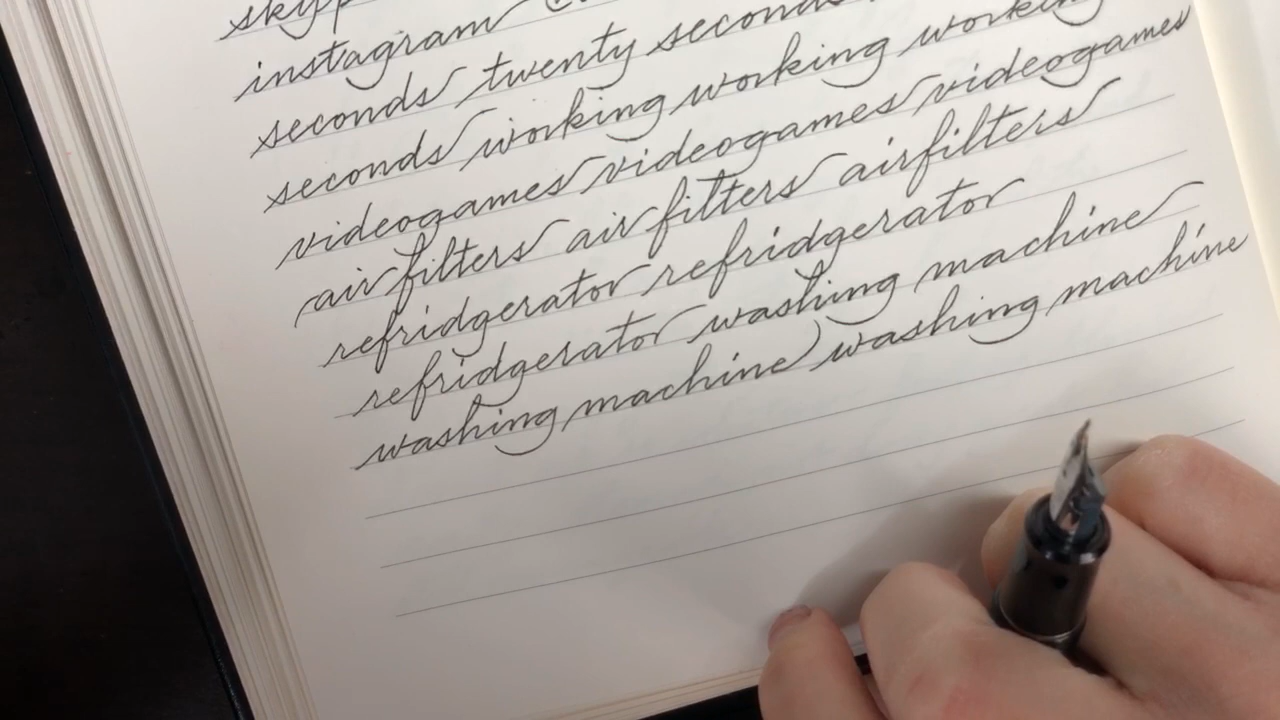 instagram
seconds twenty seconds
seconds working working working
videogames videogames videogames
airfilters airfilters airfilters
refridgerator refridgerator
refridgerator washing machine
washing machine washing machine